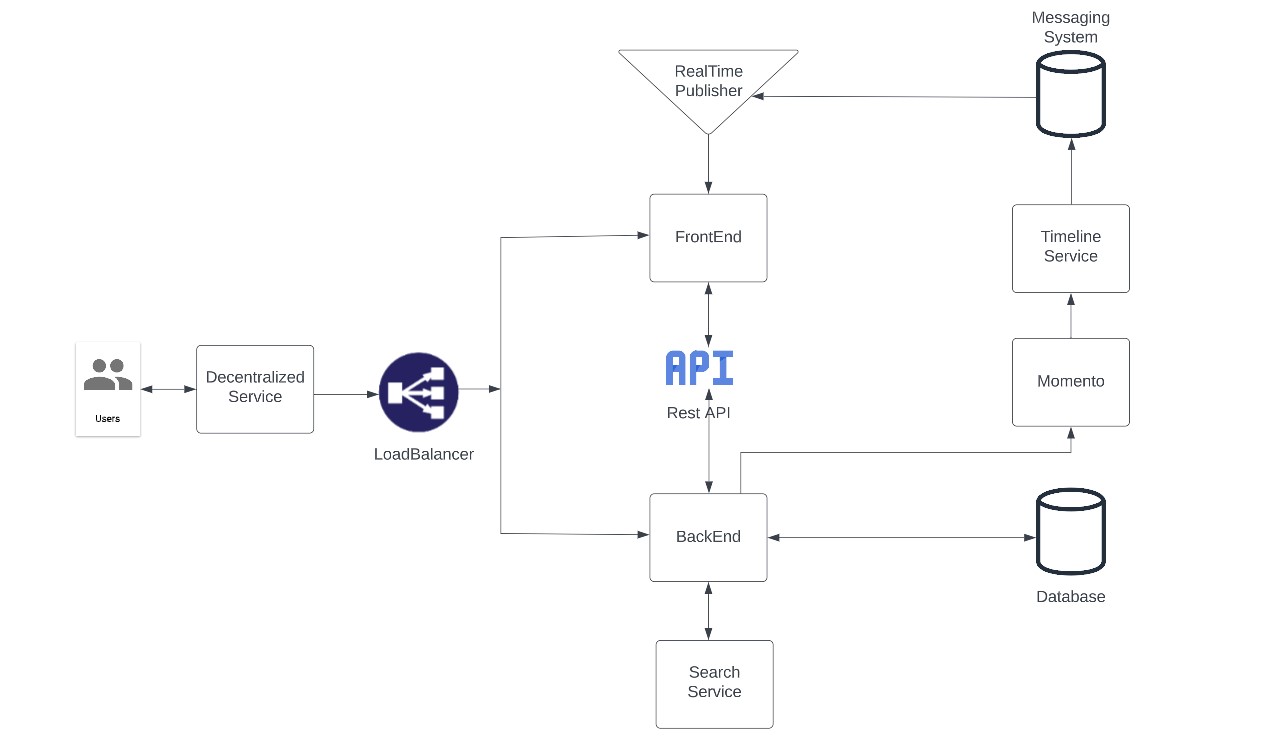 Messaging
System
RealTime
Publisher
FrontEnd
Timeline
Service
API
Rest API
Momento
Decentralized
Service
Users
LoadBalancer
BackEnd
Database
Search
Service